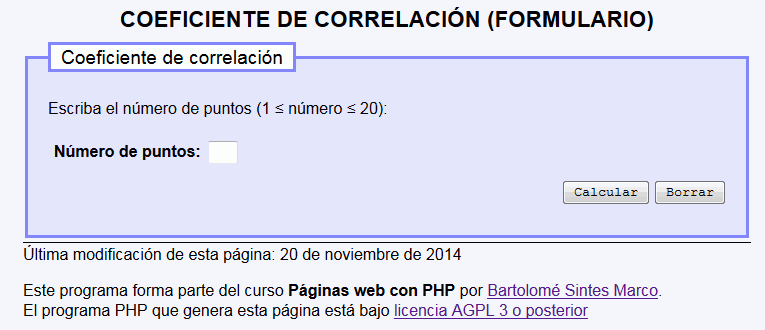 COEFICIENTE DE CORRELACIÓN (FORMULARIO)
Coeficiente de correlación
Escriba el número de puntos (1 ≤ número ≤ 20):
Número de puntos:
Calcular Borrar
Última modificación de esta página: 20 de noviembre de 2014
Este programa forma parte del curso Páginas web con PHP por Bartolomé Sintes Marco.
El programa PHP que genera esta página está bajo licencia AGPL 3 o posterior